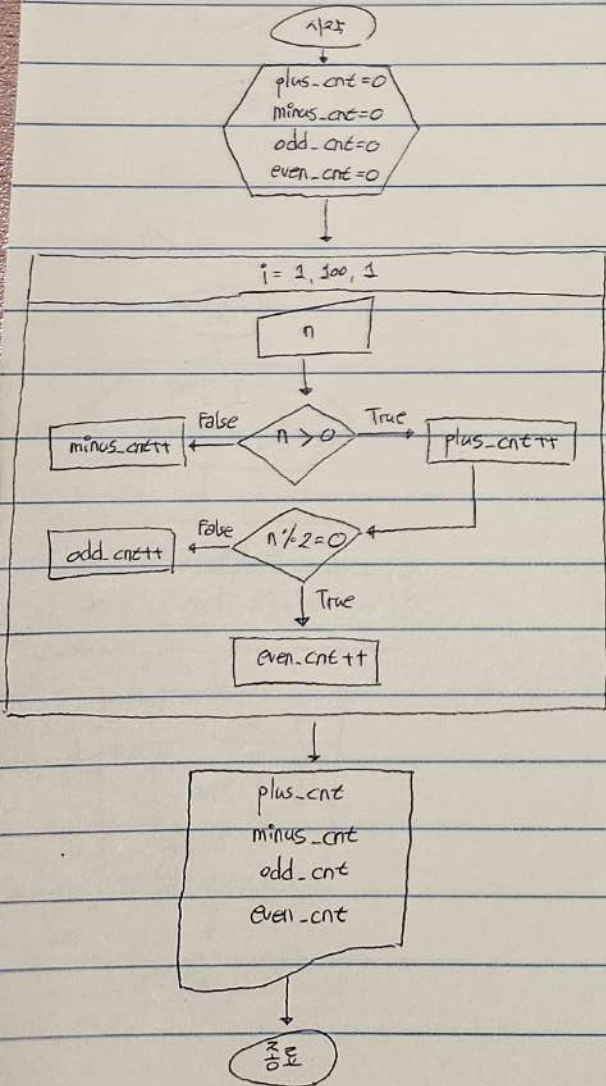 시작
plus_cnt=0
minus_cnt=0
odd_cnt=0
even_cnt=0
i = 1, 100, 1
n
minus_cnt++
False
n > 0
True
plus_cnt++
odd_cnt++
False
n%2=0
True
even_cnt++
plus_cnt
minus_cnt
odd_cnt
even_cnt
종료